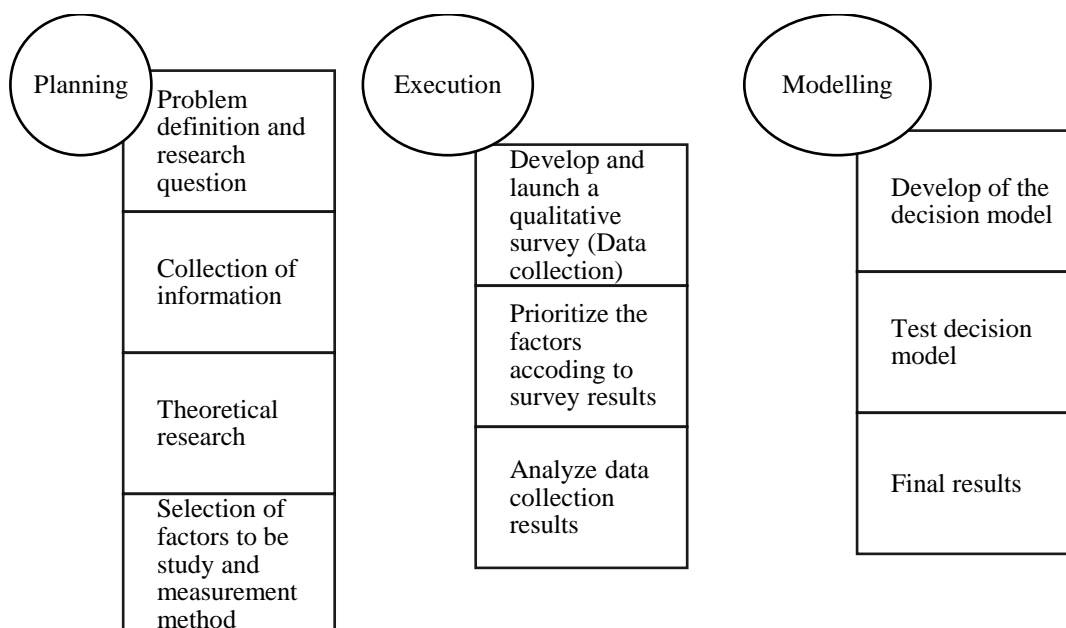 Planning
Problem
definition and
research
question
Collection of
information
Theoretical
research
Selection of
factors to be
study and
measurement
method
Execution
Develop and
launch a
qualitative
survey (Data
collection)
Prioritize the
factors
accoding to
survey results
Analyze data
collection
results
Modelling
Develop of the
decision model
Test decision
model
Final results